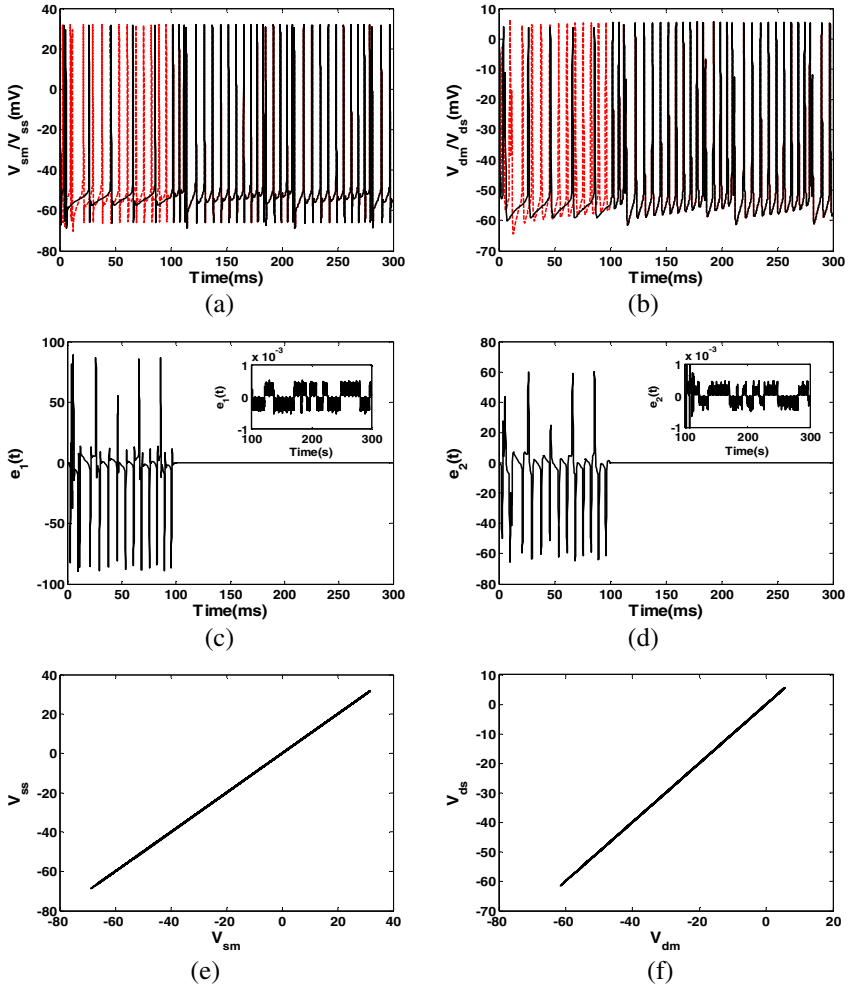 40
20
0
-20
-40
-60
-80
V_sm/V_ss(mV)
0 50 100 150 200 250 300
Time(ms)
(a)
10
0
-10
-20
-30
-40
-50
-60
-70
V_dm/V_ds(mV)
0 50 100 150 200 250 300
Time(ms)
(b)
100
50
0
-50
-100
e_1(t)
0 50 100 150 200 250 300
Time(ms)
x 10^-3
1
0
-1
e_1(t)
100 200 300
Time(s)
(c)
80
60
40
20
0
-20
-40
-60
-80
e_2(t)
0 50 100 150 200 250 300
Time(ms)
x 10^-3
1
0
-1
e_2(t)
100 200 300
Time(s)
(d)
40
20
0
-20
-40
-60
-80
V_ss
-80 -60 -40 -20 0 20 40
V_sm
(e)
10
0
-10
-20
-30
-40
-50
-60
-70
V_ds
-80 -60 -40 -20 0 20
V_dm
(f)